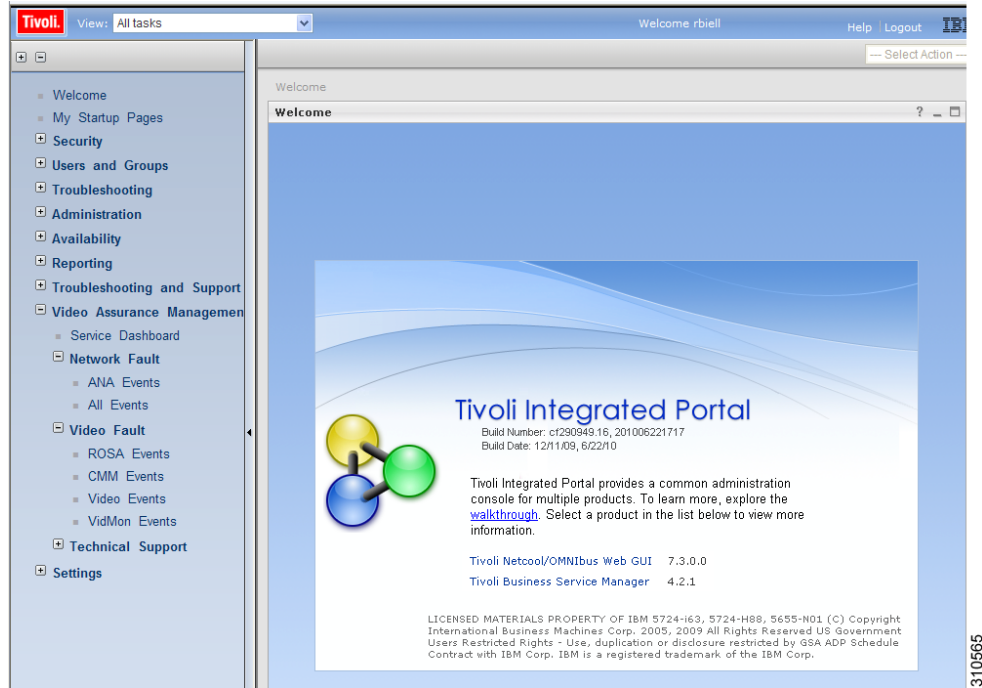 Tivoli. View: All tasks Welcome rbiell Help Logout IBM
--- Select Action ---
Welcome
My Startup Pages
Security
Users and Groups
Troubleshooting
Administration
Availability
Reporting
Troubleshooting and Support
Video Assurance Managemen
Service Dashboard
Network Fault
ANA Events
All Events
Video Fault
ROSA Events
CMM Events
Video Events
VidMon Events
Technical Support
Settings
Welcome
Welcome ?
Tivoli Integrated Portal
Build Number: cf290949.16, 201006221717
Build Date: 12/11/09, 6/22/10
Tivoli Integrated Portal provides a common administration
console for multiple products. To learn more, explore the
walkthrough. Select a product in the list below to view more
information.
Tivoli Netcool/OMNIbus Web GUI 7.3.0.0
Tivoli Business Service Manager 4.2.1
LICENSED MATERIALS PROPERTY OF IBM 5724-i63, 5724-H88, 5655-N01 (C) Copyright
International Business Machines Corp. 2005, 2009 All Rights Reserved US Government
Users Restricted Rights - Use, duplication or disclosure restricted by GSA ADP Schedule
Contract with IBM Corp. IBM is a registered trademark of the IBM Corp.
310565